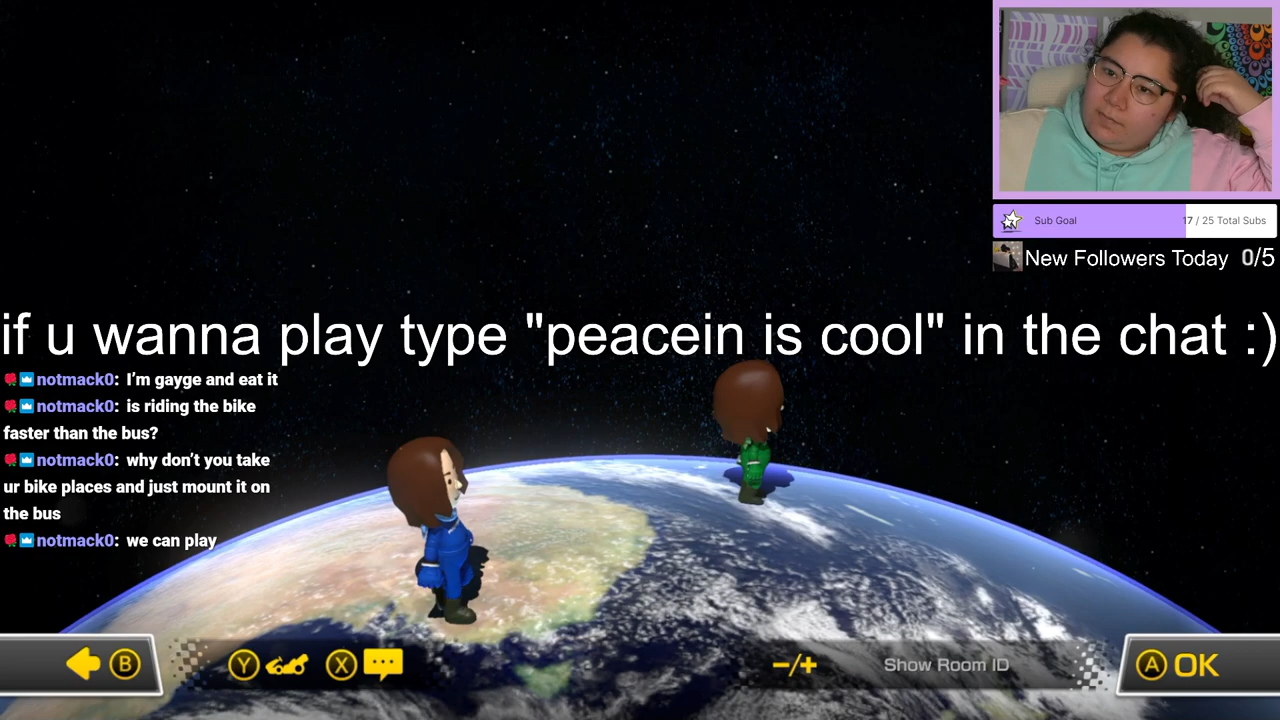 Sub Goal 17 / 25 Total Subs
New Followers Today 0/5
if u wanna play type "peacein is cool" in the chat :)
notmack0: I'm gayge and eat it
notmack0: is riding the bike
faster than the bus?
notmack0: why don't you take
ur bike places and just mount it on
the bus
notmack0: we can play
B Y X -/+ Show Room ID A OK